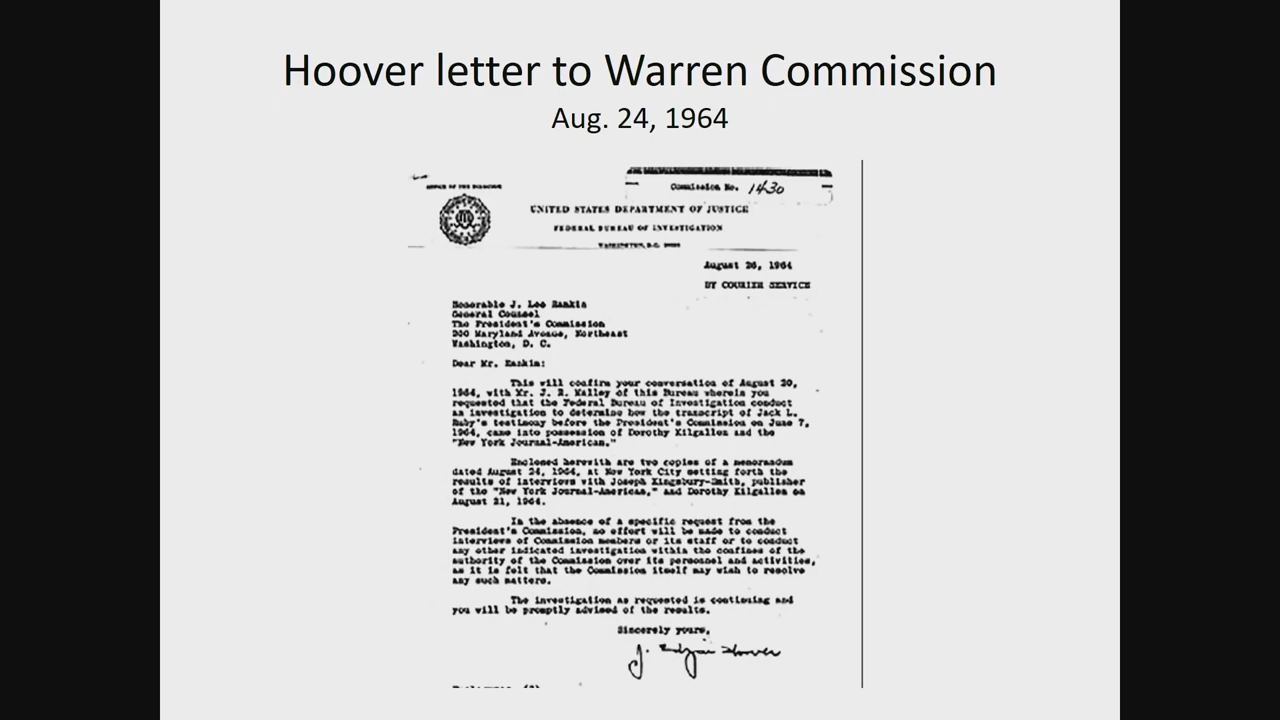 Hoover letter to Warren Commission
Aug. 24, 1964
OFFICE OF THE DIRECTOR
Commission No. 1430
UNITED STATES DEPARTMENT OF JUSTICE
FEDERAL BUREAU OF INVESTIGATION
WASHINGTON, D.C.
August 26, 1964
BY COURIER SERVICE
Honorable J. Lee Rankin
General Counsel
The President's Commission
200 Maryland Avenue, Northeast
Washington, D. C.
Dear Mr. Rankin:
This will confirm your conversation of August 20,
1964, with Mr. J. R. Malley of this Bureau wherein you
requested that the Federal Bureau of Investigation conduct
an investigation to determine how the transcript of Jack L.
Ruby's testimony before the President's Commission on June 7,
1964, came into possession of Dorothy Kilgallen and the
"New York Journal-American."
Enclosed herewith are two copies of a memorandum
dated August 24, 1964, at New York City setting forth the
results of interviews with Joseph Kingsbury-Smith, publisher
of the "New York Journal-American," and Dorothy Kilgallen on
August 21, 1964.
In the absence of a specific request from the
President's Commission, no effort will be made to conduct
interviews of Commission members or its staff or to conduct
any other indicated investigation within the confines of the
authority of the Commission over its personnel and activities,
as it is felt that the Commission itself may wish to resolve
any such matters.
The investigation as requested is continuing and
you will be promptly advised of the results.
Sincerely yours,
J. Edgar Hoover